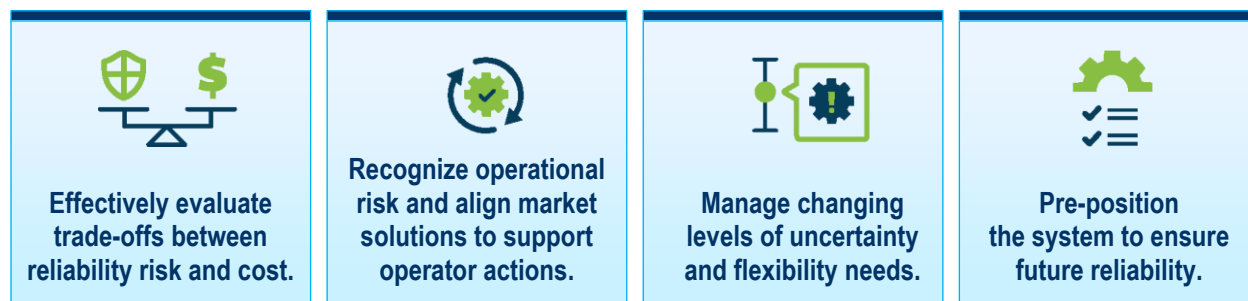 $
Effectively evaluate
trade-offs between
reliability risk and cost.
Recognize operational
risk and align market
solutions to support
operator actions.
!
Manage changing
levels of uncertainty
and flexibility needs.
Pre-position
the system to ensure
future reliability.